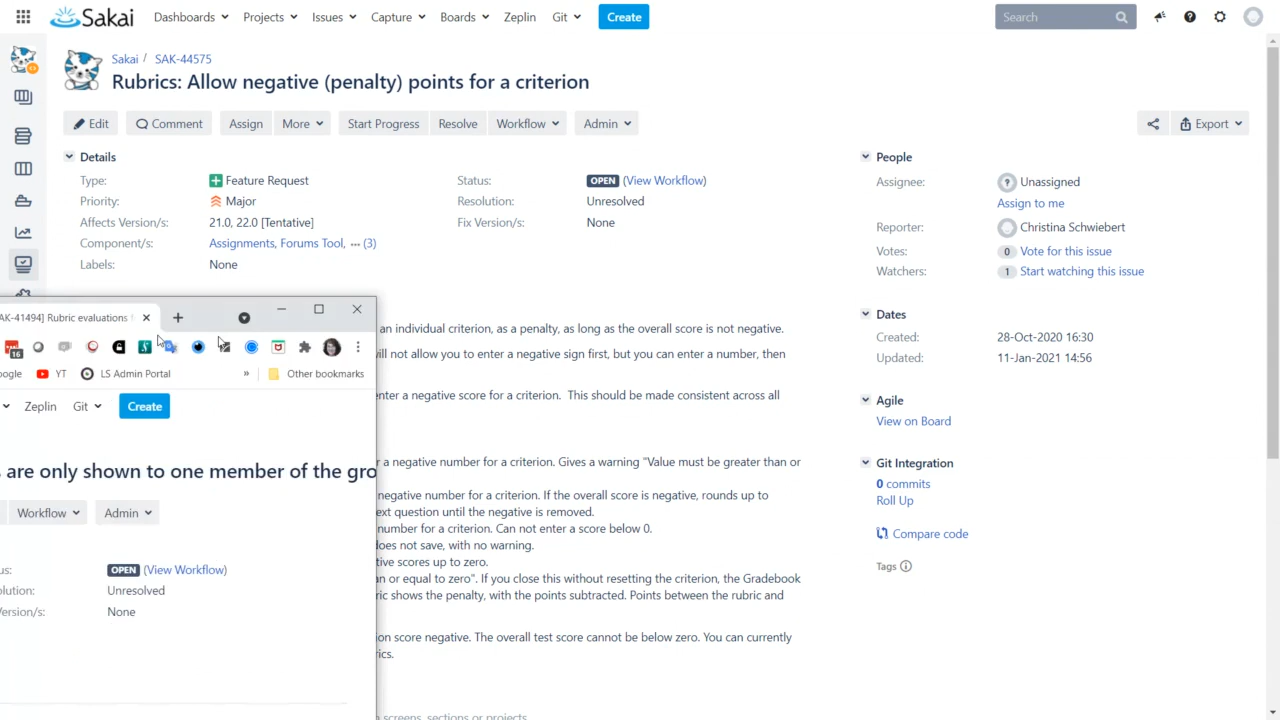 Sakai
Dashboards
Projects
Issues
Capture
Boards
Zeplin
Git
Create
Search
Sakai / SAK-44575
Rubrics: Allow negative (penalty) points for a criterion
Edit
Comment
Assign
More
Start Progress
Resolve
Workflow
Admin
Export
Details
Type: Feature Request
Status: OPEN (View Workflow)
Priority: Major
Resolution: Unresolved
Affects Version/s: 21.0, 22.0 [Tentative]
Fix Version/s: None
Component/s: Assignments, Forums Tool, ... (3)
Labels: None
People
Assignee: Unassigned
Assign to me
Reporter: Christina Schwiebert
Votes: 0 Vote for this issue
Watchers: 1 Start watching this issue
Dates
Created: 28-Oct-2020 16:30
Updated: 11-Jan-2021 14:56
Agile
View on Board
Git Integration
0 commits
Roll Up
Compare code
Tags
an individual criterion, as a penalty, as long as the overall score is not negative.
will not allow you to enter a negative sign first, but you can enter a number, then
enter a negative score for a criterion. This should be made consistent across all
a negative number for a criterion. Gives a warning "Value must be greater than or
negative number for a criterion. If the overall score is negative, rounds up to
ext question until the negative is removed.
number for a criterion. Can not enter a score below 0.
does not save, with no warning.
tive scores up to zero.
an or equal to zero". If you close this without resetting the criterion, the Gradebook
ric shows the penalty, with the points subtracted. Points between the rubric and
ion score negative. The overall test score cannot be below zero. You can currently
rics.
screens, sections or projects
AK-41494] Rubric evaluations
16
ogle
YT
LS Admin Portal
»
Other bookmarks
Zeplin
Git
Create
are only shown to one member of the gro
Workflow
Admin
us: OPEN (View Workflow)
olution: Unresolved
ersion/s: None